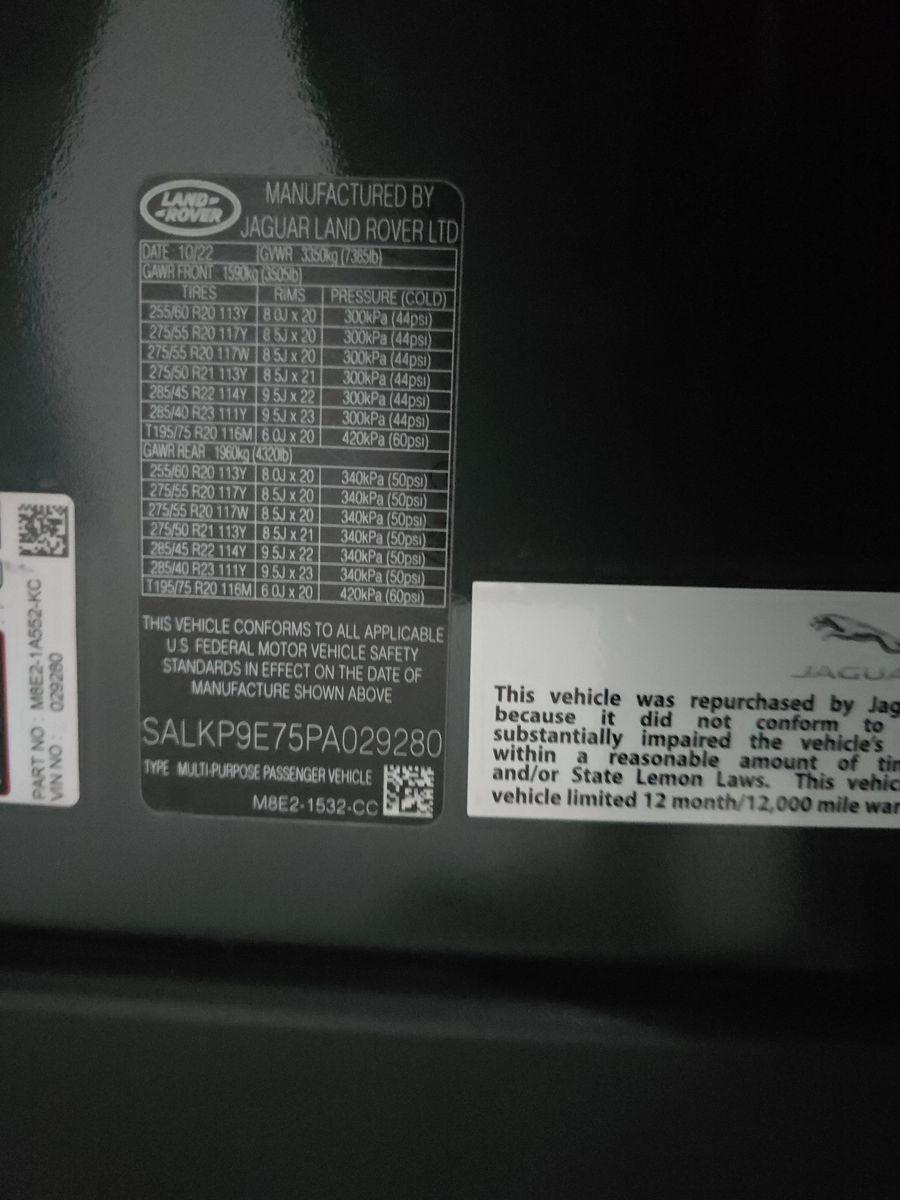 LAND-
-ROVER
MANUFACTURED BY
JAGUAR LAND ROVER LTD
DATE 10/22 GVWR 3350kg (7385lb)
GAWR FRONT 1590kg (3505lb)
TIRES RIMS PRESSURE (COLD)
255/60 R20 113Y 8.0J x 20 300kPa (44psi)
275/55 R20 117Y 8.5J x 20 300kPa (44psi)
275/55 R20 117W 8.5J x 20 300kPa (44psi)
275/50 R21 113Y 8.5J x 21 300kPa (44psi)
285/45 R22 114Y 9.5J x 22 300kPa (44psi)
285/40 R23 111Y 9.5J x 23 300kPa (44psi)
T195/75 R20 116M 6.0J x 20 420kPa (60psi)
GAWR REAR 1960kg (4320lb)
255/60 R20 113Y 8.0J x 20 340kPa (50psi)
275/55 R20 117Y 8.5J x 20 340kPa (50psi)
275/55 R20 117W 8.5J x 20 340kPa (50psi)
275/50 R21 113Y 8.5J x 21 340kPa (50psi)
285/45 R22 114Y 9.5J x 22 340kPa (50psi)
285/40 R23 111Y 9.5J x 23 340kPa (50psi)
T195/75 R20 116M 6.0J x 20 420kPa (60psi)
THIS VEHICLE CONFORMS TO ALL APPLICABLE
U.S. FEDERAL MOTOR VEHICLE SAFETY
STANDARDS IN EFFECT ON THE DATE OF
MANUFACTURE SHOWN ABOVE
SALKP9E75PA029280
TYPE MULTI-PURPOSE PASSENGER VEHICLE
M8E2-1532-CC
PART NO : M8E2-1A552-KC
VIN NO : 029280
JAGUA
This vehicle was repurchased by Jag
because it did not conform to
substantially impaired the vehicle's
within a reasonable amount of tim
and/or State Lemon Laws. This vehic
vehicle limited 12 month/12,000 mile war